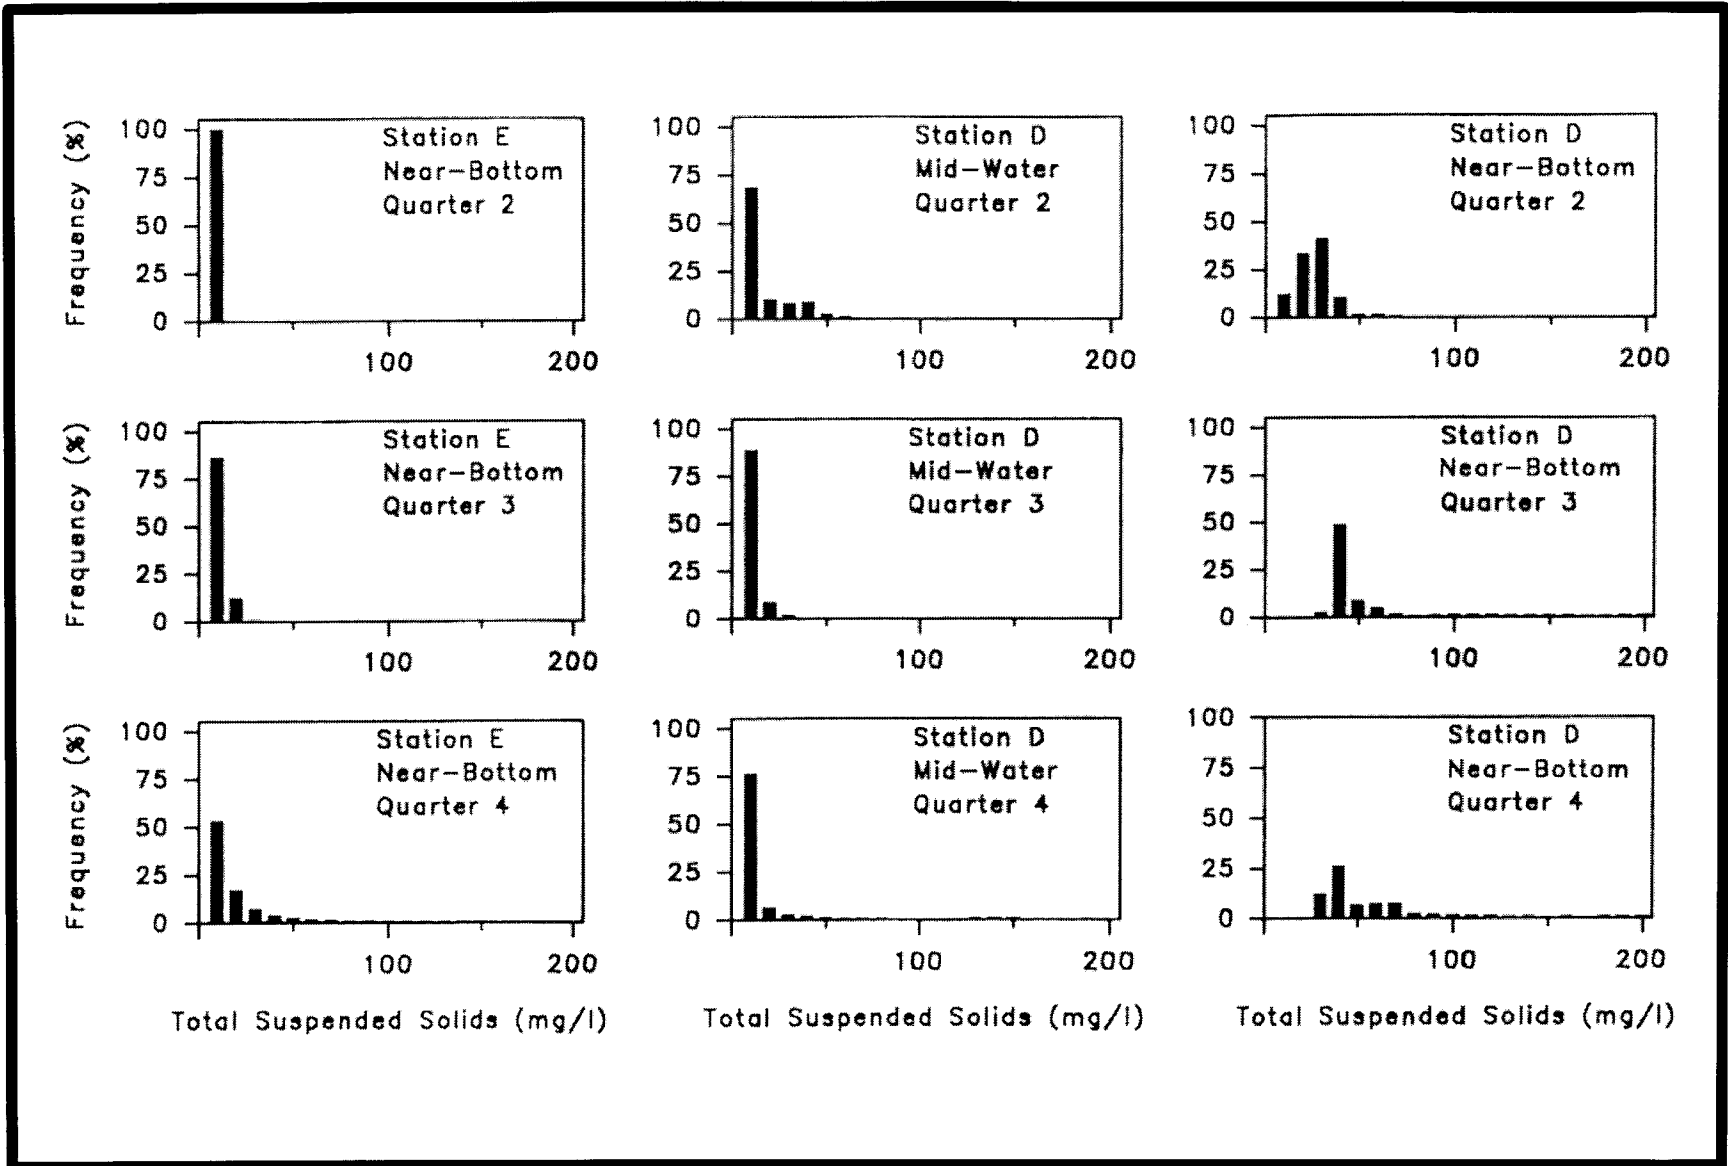 Frequency (%)
100
75
50
25
0
100
200
Station E
Near-Bottom
Quarter 2
100
75
50
25
0
100
200
Station D
Mid-Water
Quarter 2
100
75
50
25
0
100
200
Station D
Near-Bottom
Quarter 2
Frequency (%)
100
75
50
25
0
100
200
Station E
Near-Bottom
Quarter 3
100
75
50
25
0
100
200
Station D
Mid-Water
Quarter 3
100
75
50
25
0
100
200
Station D
Near-Bottom
Quarter 3
Frequency (%)
100
75
50
25
0
100
200
Station E
Near-Bottom
Quarter 4
Total Suspended Solids (mg/l)
100
75
50
25
0
100
200
Station D
Mid-Water
Quarter 4
Total Suspended Solids (mg/l)
100
75
50
25
0
100
200
Station D
Near-Bottom
Quarter 4
Total Suspended Solids (mg/l)